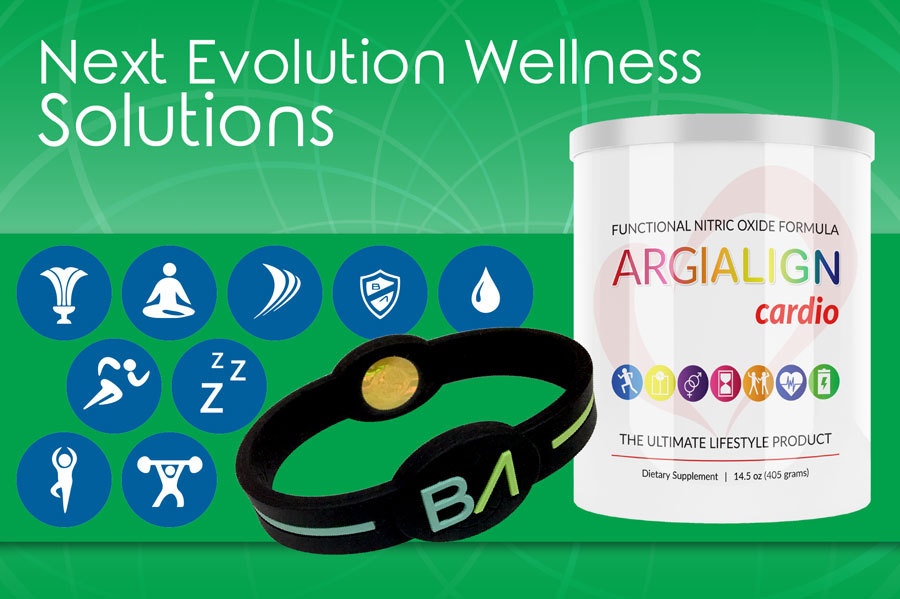 Next Evolution Wellness
Solutions
FUNCTIONAL NITRIC OXIDE FORMULA
ARGIALIGN
cardio
B
A
z
z
Z
BA
THE ULTIMATE LIFESTYLE PRODUCT
Dietary Supplement | 14.5 oz (405 grams)